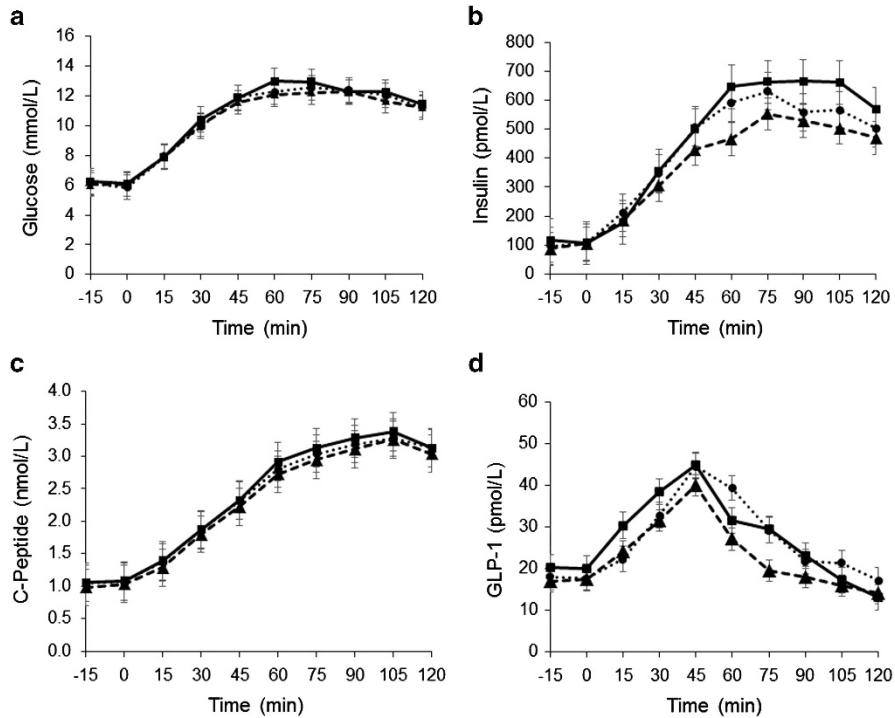 a
16
14
12
10
8
6
4
2
0
Glucose (mmol/L)
-15 0 15 30 45 60 75 90 105 120
Time (min)
b
800
700
600
500
400
300
200
100
0
Insulin (pmol/L)
-15 0 15 30 45 60 75 90 105 120
Time (min)
c
4.0
3.5
3.0
2.5
2.0
1.5
1.0
0.5
0.0
C-Peptide (nmol/L)
-15 0 15 30 45 60 75 90 105 120
Time (min)
d
60
50
40
30
20
10
0
GLP-1 (pmol/L)
-15 0 15 30 45 60 75 90 105 120
Time (min)